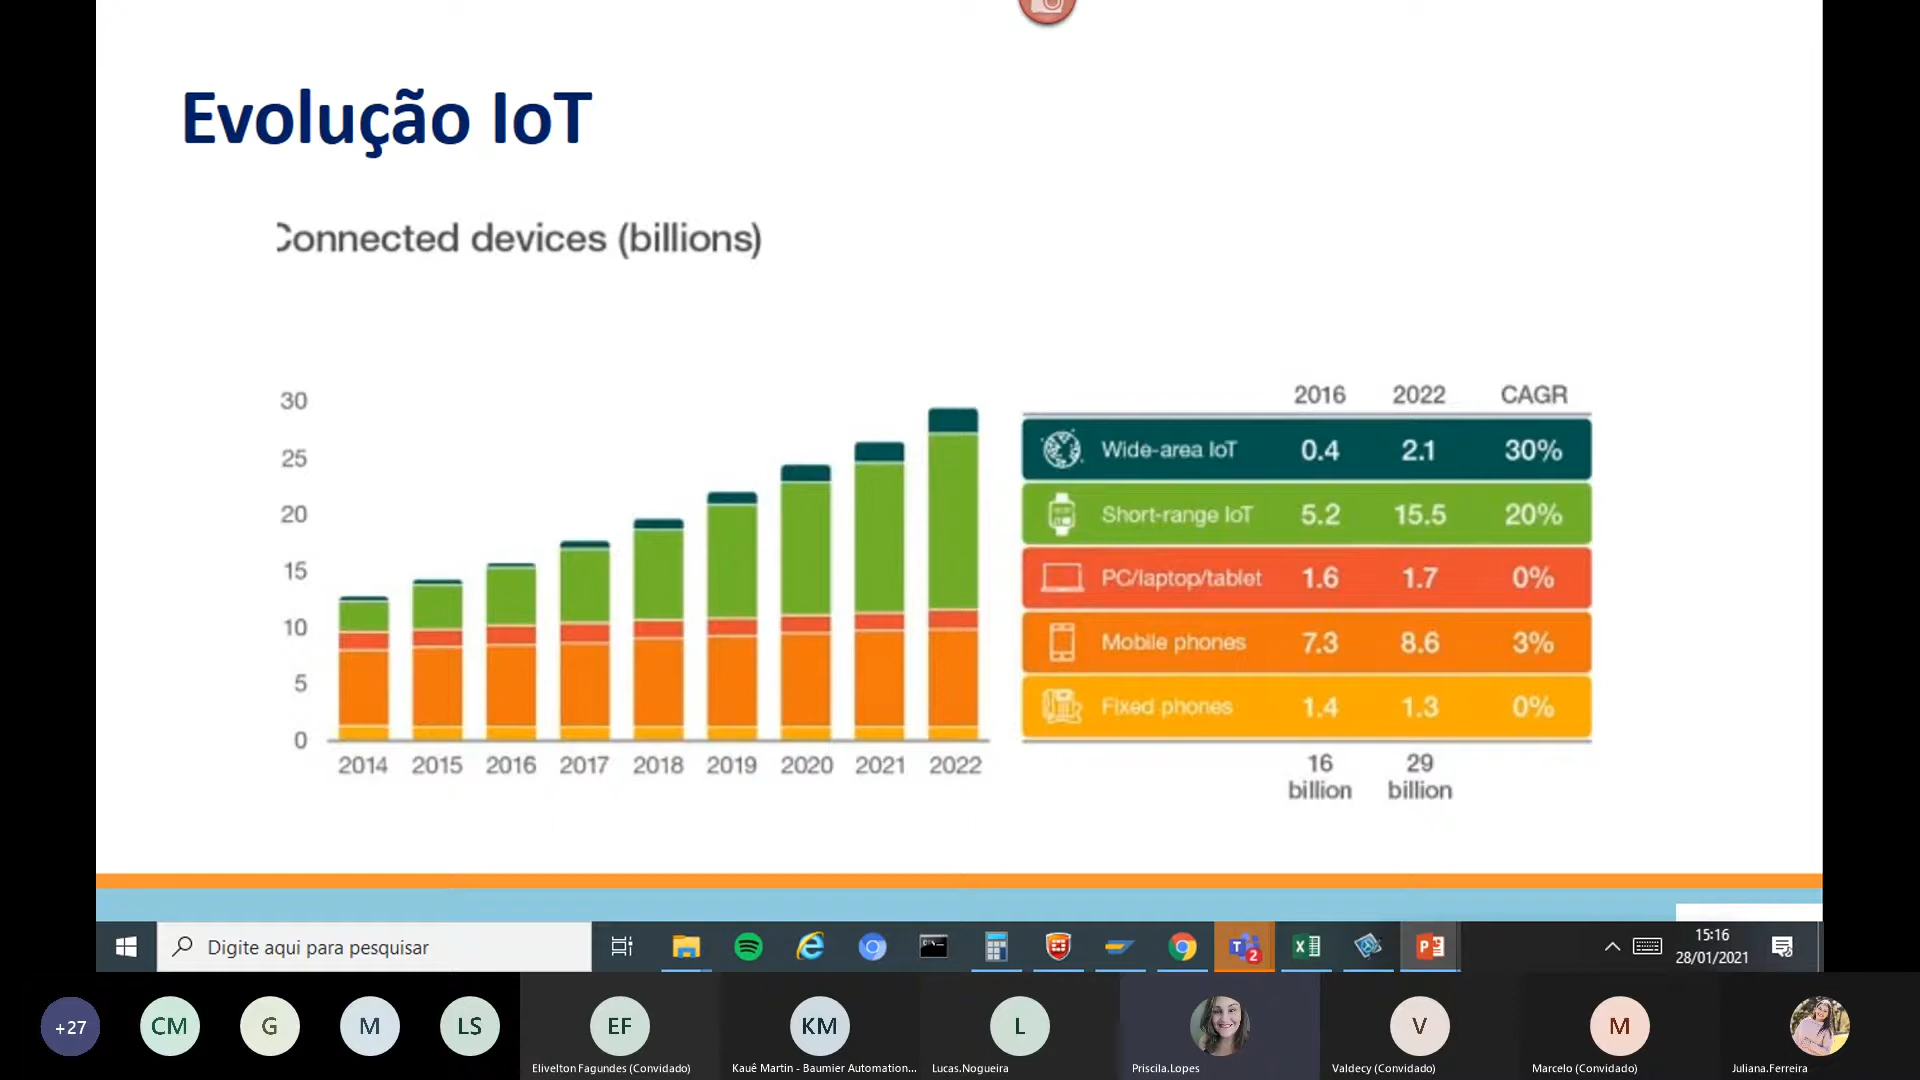 Evolução IoT
Connected devices (billions)
30
25
20
15
10
5
0
2014 2015 2016 2017 2018 2019 2020 2021 2022
2016 2022 CAGR
Wide-area IoT 0.4 2.1 30%
Short-range IoT 5.2 15.5 20%
PC/laptop/tablet 1.6 1.7 0%
Mobile phones 7.3 8.6 3%
Fixed phones 1.4 1.3 0%
16 29
billion billion
Digite aqui para pesquisar
2
15:16
28/01/2021
+27 CM G M LS EF KM L V M
Elivelton Fagundes (Convidado) Kauê Martin - Baumier Automation... Lucas.Nogueira Priscila.Lopes Valdecy (Convidado) Marcelo (Convidado) Juliana.Ferreira